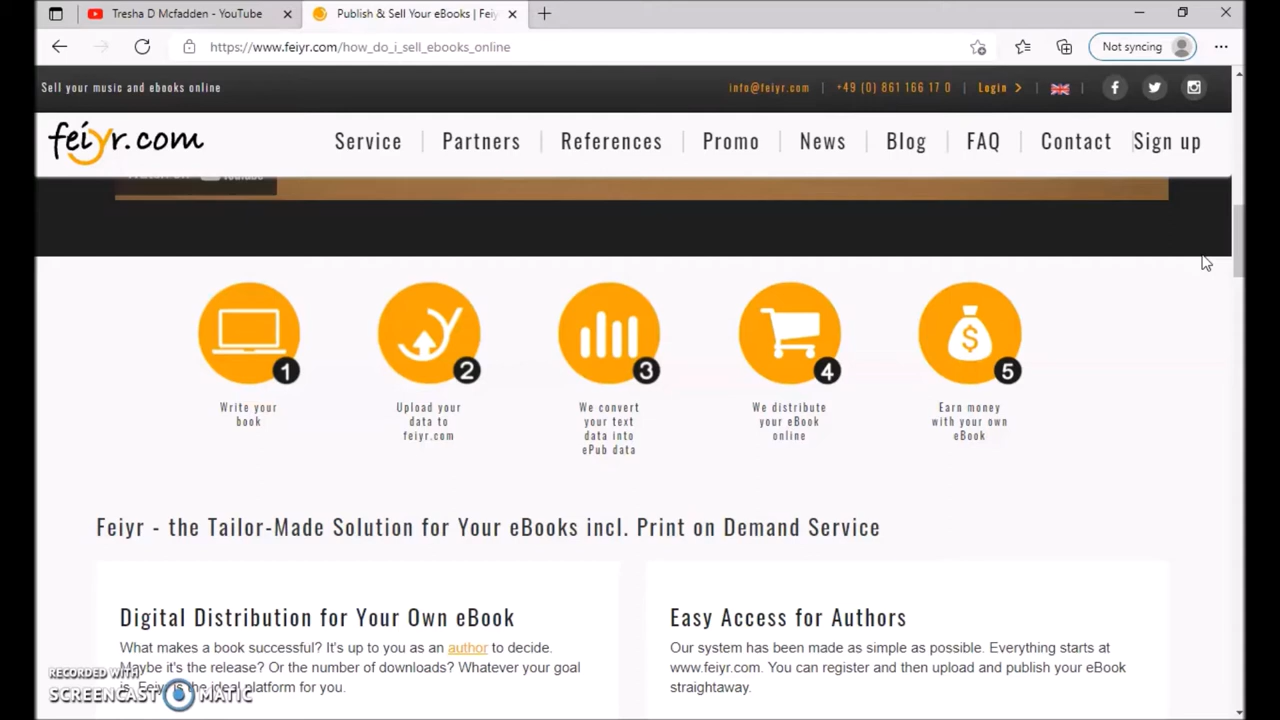 Tresha D Mcfadden - YouTube
Publish & Sell Your eBooks | Feiy
https://www.feiyr.com/how_do_i_sell_ebooks_online
Not syncing
Sell your music and ebooks online
info@feiyr.com | +49 (0) 861 166 17 0 | Login >
feiyr.com
Service | Partners | References | Promo | News | Blog | FAQ | Contact | Sign up
YouTube
1 2 3 4 5
Write your
book
Upload your
data to
feiyr.com
We convert
your text
data into
ePub data
We distribute
your eBook
online
Earn money
with your own
eBook
Feiyr - the Tailor-Made Solution for Your eBooks incl. Print on Demand Service
Digital Distribution for Your Own eBook
What makes a book successful? It's up to you as an author to decide.
Maybe it's the release? Or the number of downloads? Whatever your goal
is, Feiyr is the ideal platform for you.
Easy Access for Authors
Our system has been made as simple as possible. Everything starts at
www.feiyr.com. You can register and then upload and publish your eBook
straightaway.
RECORDED WITH
SCREENCAST MATIC